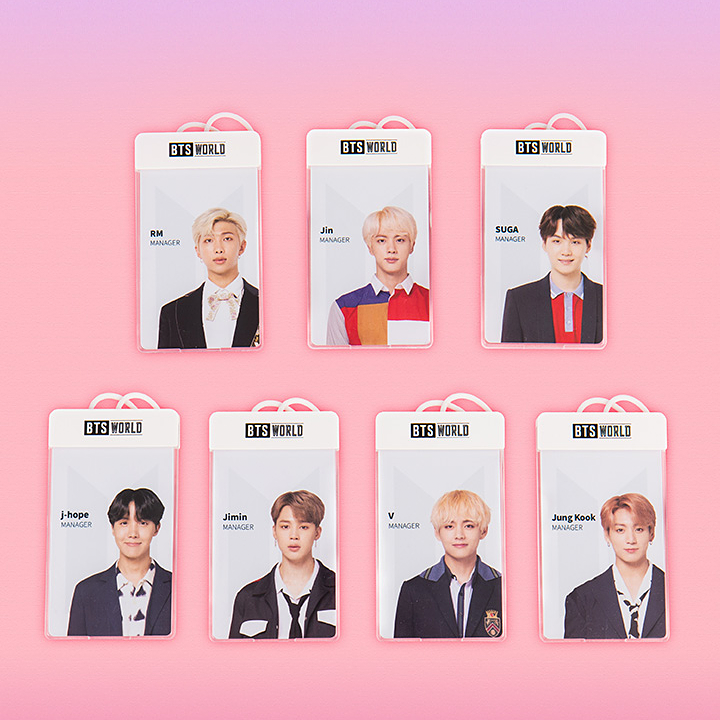 BTS WORLD
RM
MANAGER
BTS WORLD
Jin
MANAGER
BTS WORLD
SUGA
MANAGER
BTS WORLD
j-hope
MANAGER
BTS WORLD
Jimin
MANAGER
BTS WORLD
V
MANAGER
BTS WORLD
Jung Kook
MANAGER